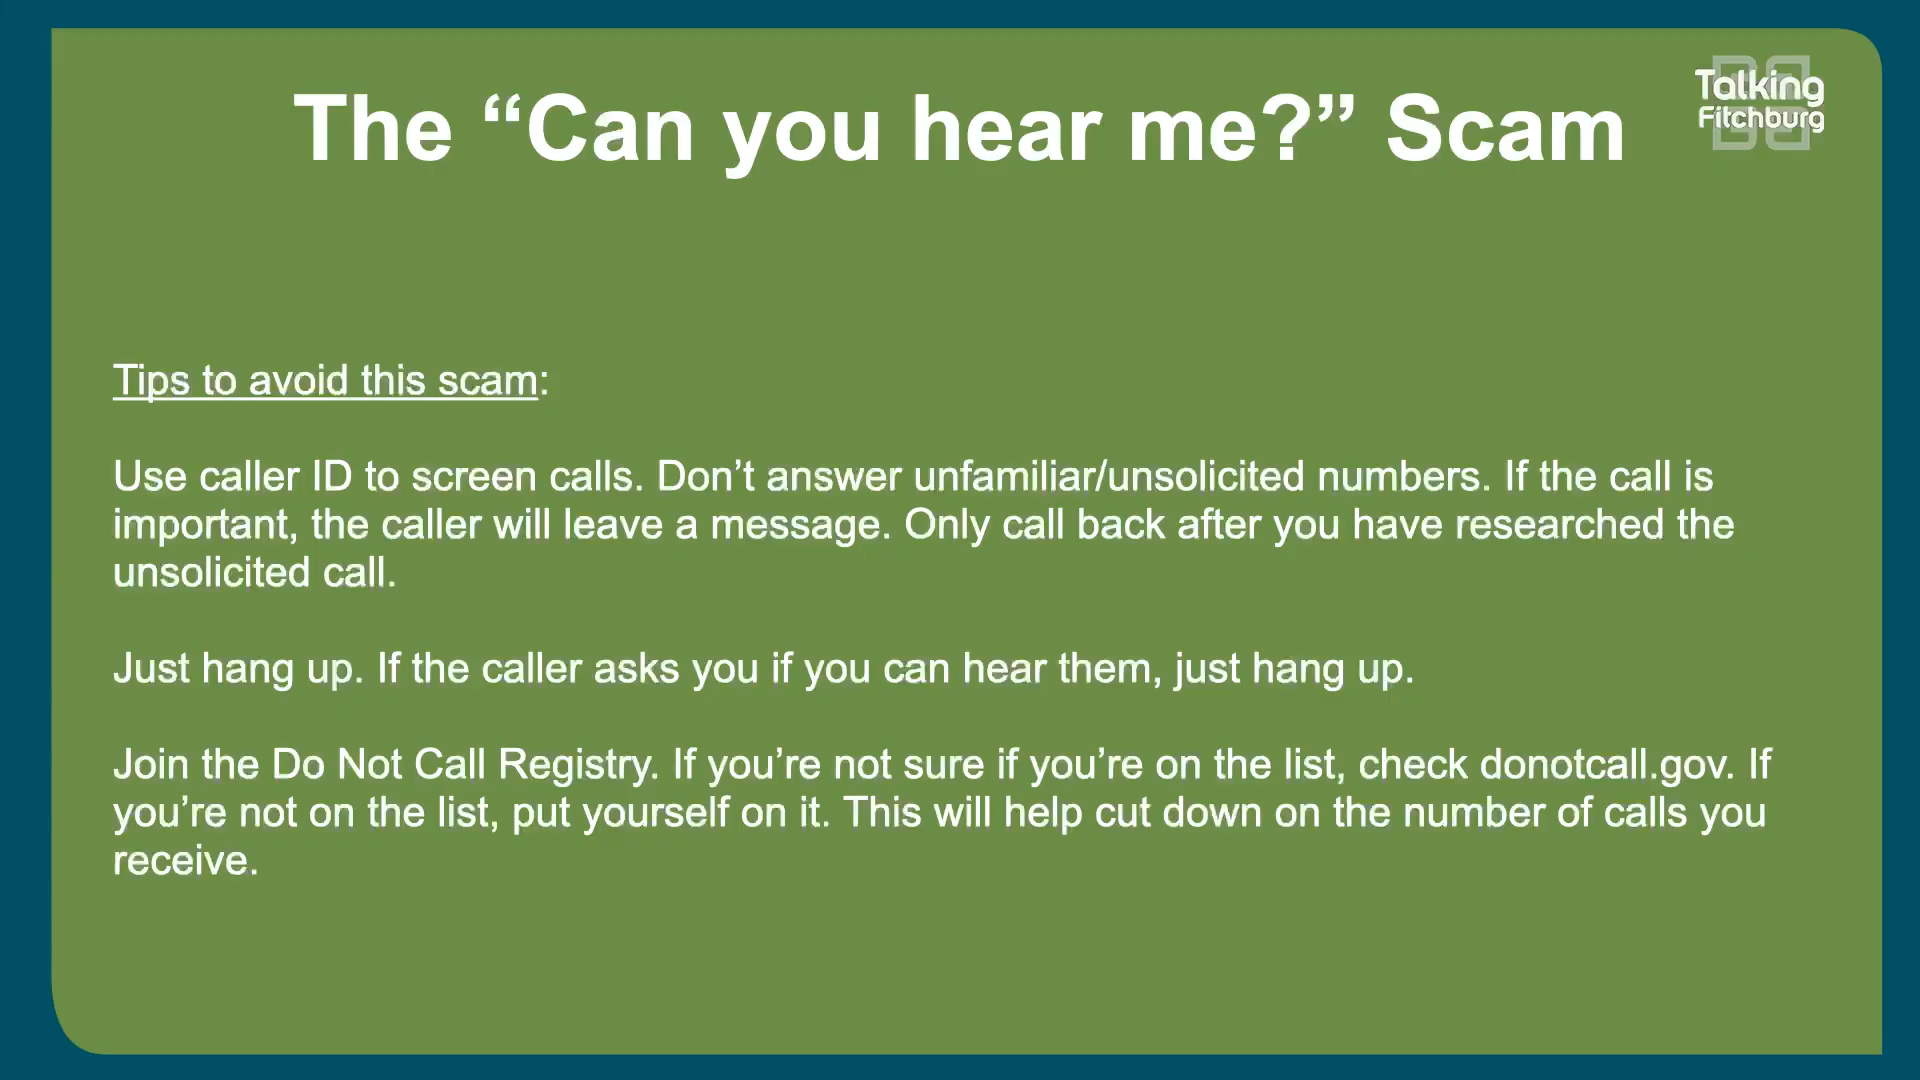 The “Can you hear me?” Scam
Talking
Fitchburg
Tips to avoid this scam:
Use caller ID to screen calls. Don’t answer unfamiliar/unsolicited numbers. If the call is
important, the caller will leave a message. Only call back after you have researched the
unsolicited call.
Just hang up. If the caller asks you if you can hear them, just hang up.
Join the Do Not Call Registry. If you’re not sure if you’re on the list, check donotcall.gov. If
you’re not on the list, put yourself on it. This will help cut down on the number of calls you
receive.